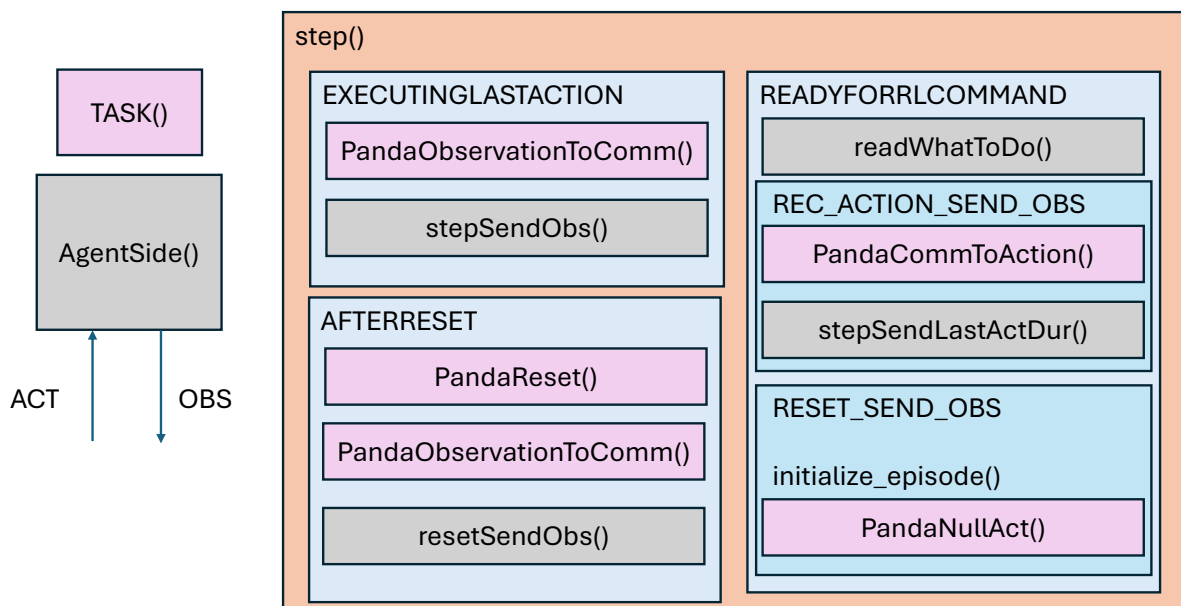 TASK()
AgentSide()
ACT
OBS
step()
EXECUTINGLASTACTION
PandaObservationToComm()
stepSendObs()
AFTERRESET
PandaReset()
PandaObservationToComm()
resetSendObs()
READYFORRLCOMMAND
readWhatToDo()
REC_ACTION_SEND_OBS
PandaCommToAction()
stepSendLastActDur()
RESET_SEND_OBS
initialize_episode()
PandaNullAct()